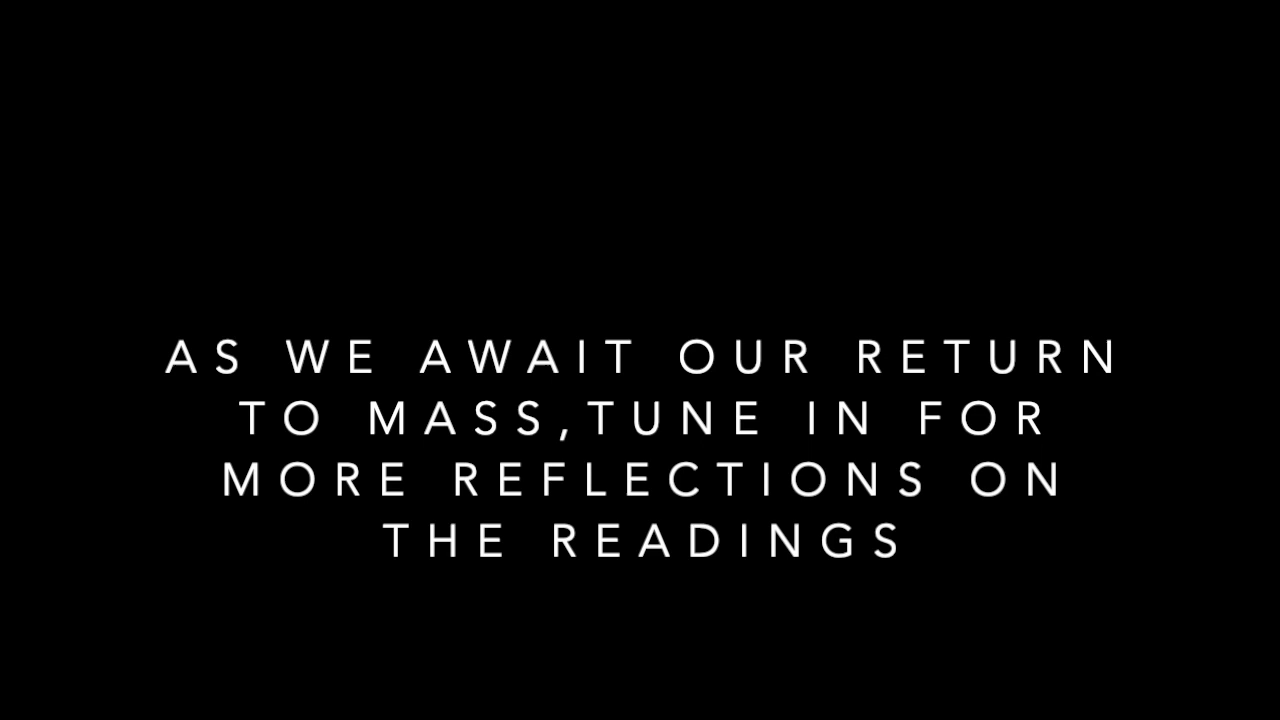 AS WE AWAIT OUR RETURN
TO MASS,TUNE IN FOR
MORE REFLECTIONS ON
THE READINGS